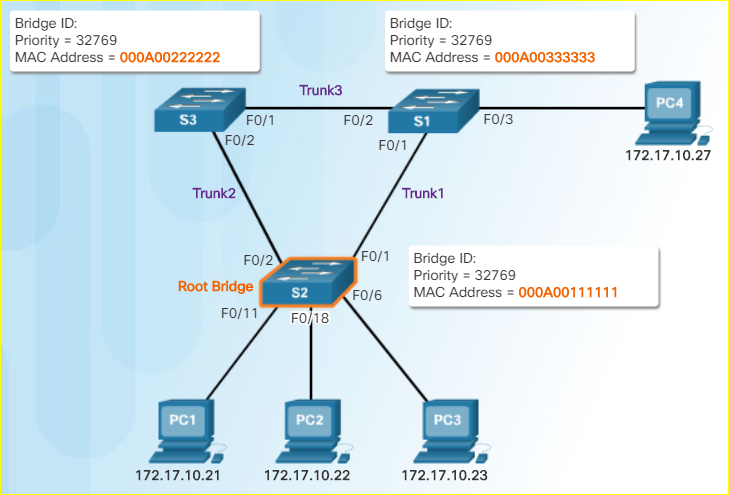 Bridge ID:
Priority = 32769
MAC Address = 000A00222222
Bridge ID:
Priority = 32769
MAC Address = 000A00333333
Trunk3
S3
F0/1
F0/2
S1
F0/3
PC4
F0/2
F0/1
172.17.10.27
Trunk2
Trunk1
F0/2
F0/1
Bridge ID:
Priority = 32769
MAC Address = 000A00111111
Root Bridge
S2
F0/6
F0/11
F0/18
PC1
PC2
PC3
172.17.10.21
172.17.10.22
172.17.10.23